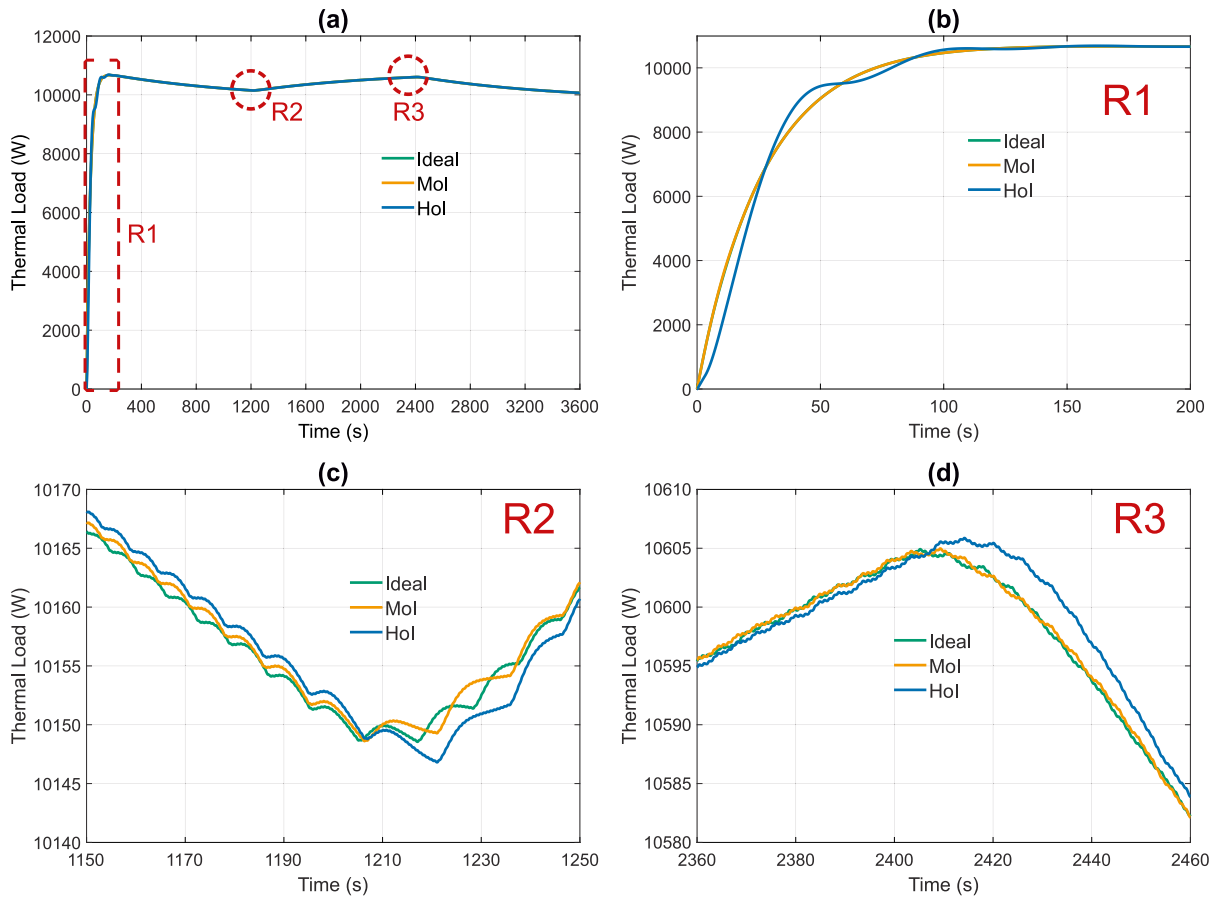 (a)
12000
10000
8000
6000
4000
2000
0
Thermal Load (W)
R1
R2
R3
Ideal
MoI
HoI
0 400 800 1200 1600 2000 2400 2800 3200 3600
Time (s)
(b)
10000
8000
6000
4000
2000
0
Thermal Load (W)
R1
Ideal
MoI
HoI
0 50 100 150 200
Time (s)
(c)
10170
10165
10160
10155
10150
10145
10140
Thermal Load (W)
R2
Ideal
MoI
HoI
1150 1170 1190 1210 1230 1250
Time (s)
(d)
10610
10605
10600
10595
10590
10585
10580
Thermal Load (W)
R3
Ideal
MoI
HoI
2360 2380 2400 2420 2440 2460
Time (s)